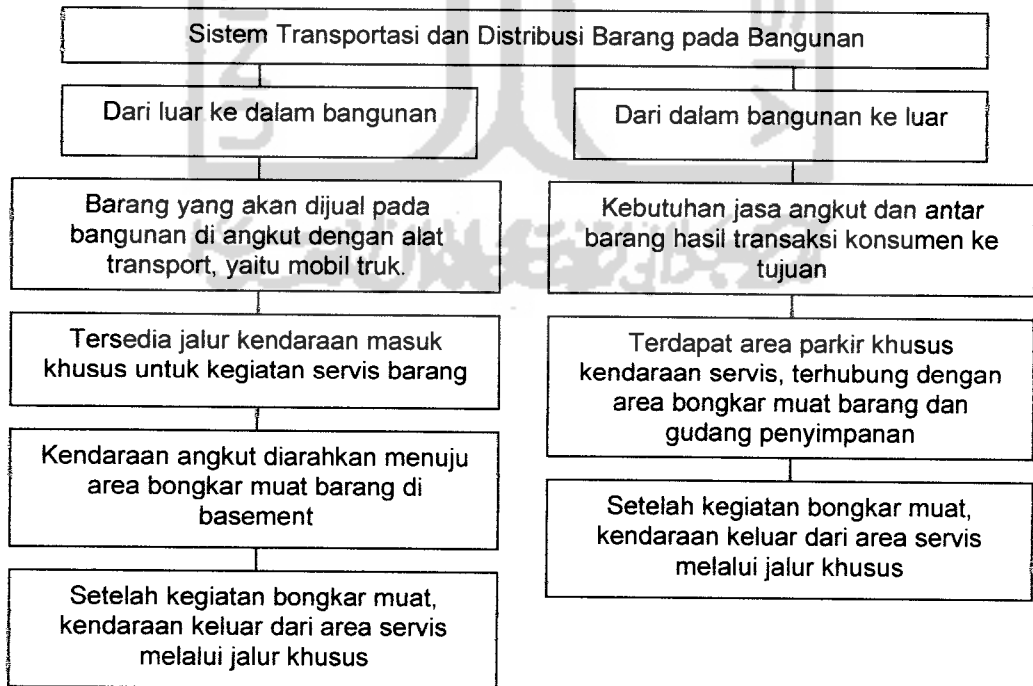 Sistem Transportasi dan Distribusi Barang pada Bangunan
Dari luar ke dalam bangunan
Barang yang akan dijual pada
bangunan di angkut dengan alat
transport, yaitu mobil truk.
Tersedia jalur kendaraan masuk
khusus untuk kegiatan servis barang
Kendaraan angkut diarahkan menuju
area bongkar muat barang di
basement
Setelah kegiatan bongkar muat,
kendaraan keluar dari area servis
melalui jalur khusus
Dari dalam bangunan ke luar
Kebutuhan jasa angkut dan antar
barang hasil transaksi konsumen ke
tujuan
Terdapat area parkir khusus
kendaraan servis, terhubung dengan
area bongkar muat barang dan
gudang penyimpanan
Setelah kegiatan bongkar muat,
kendaraan keluar dari area servis
melalui jalur khusus